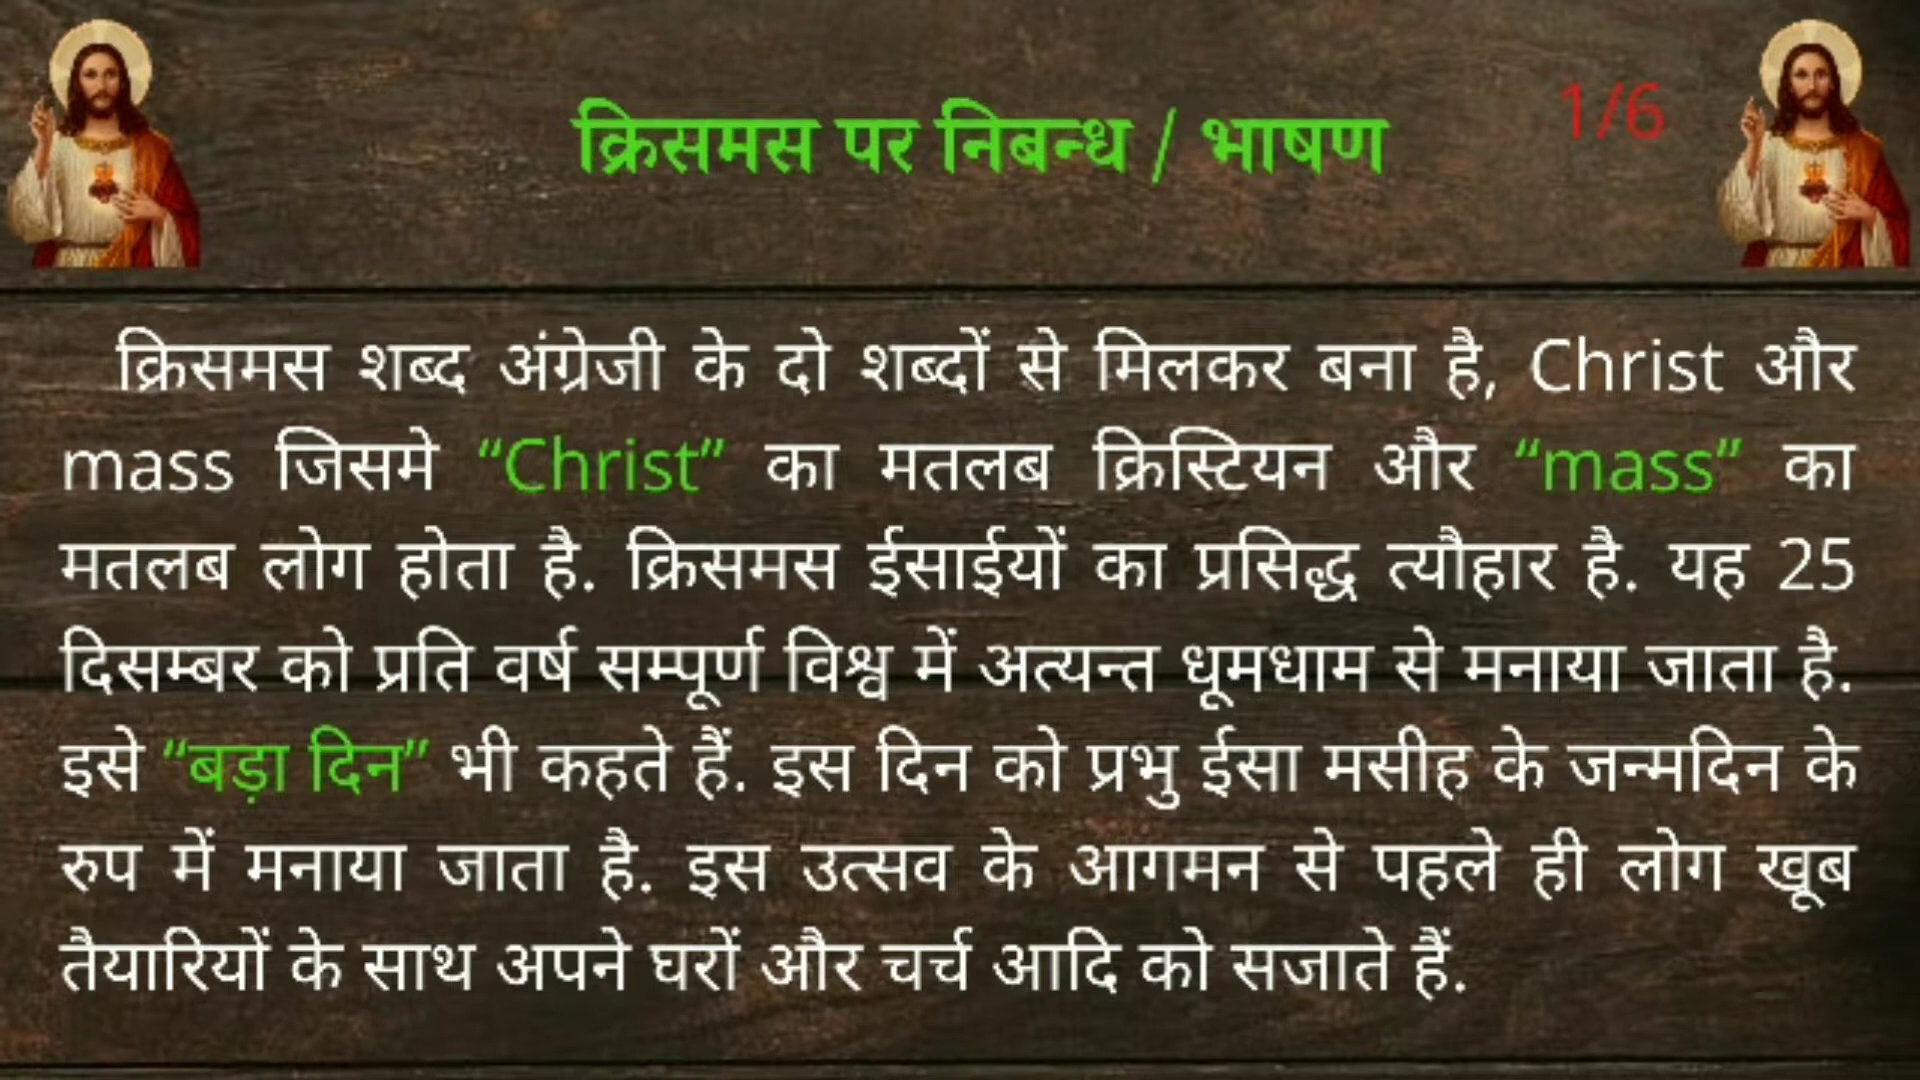 क्रिसमस पर निबन्ध / भाषण
1/6
क्रिसमस शब्द अंग्रेजी के दो शब्दों से मिलकर बना है, Christ और
mass जिसमे “Christ” का मतलब क्रिस्टियन और “mass” का
मतलब लोग होता है. क्रिसमस ईसाईयों का प्रसिद्ध त्यौहार है. यह 25
दिसम्बर को प्रति वर्ष सम्पूर्ण विश्व में अत्यन्त धूमधाम से मनाया जाता है.
इसे “बड़ा दिन” भी कहते हैं. इस दिन को प्रभु ईसा मसीह के जन्मदिन के
रुप में मनाया जाता है. इस उत्सव के आगमन से पहले ही लोग खूब
तैयारियों के साथ अपने घरों और चर्च आदि को सजाते हैं.